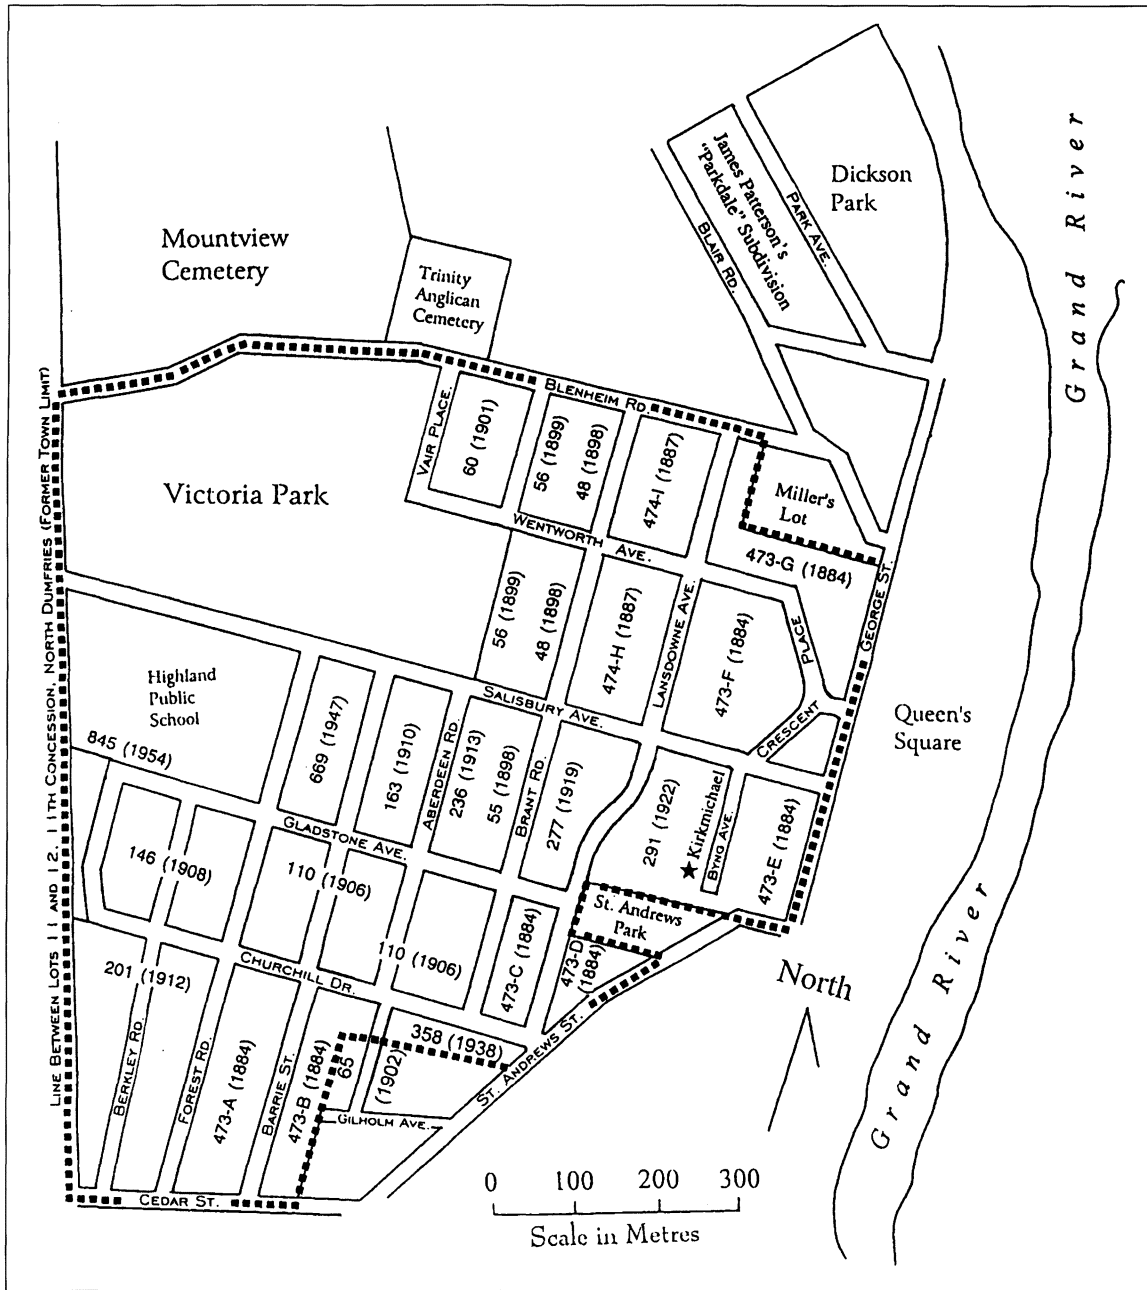 James Patterson's
"Parkdale" Subdivision
PARK AVE.
Dickson
Park
BLAIR RD.
Grand River
Mountview
Cemetery
Trinity
Anglican
Cemetery
BLENHEIM RD.
VAIR PLACE.
60 (1901)
56 (1899)
48 (1898)
474-I (1887)
Miller's
Lot
Victoria Park
WENTWORTH AVE.
473-G (1884)
GEORGE ST.
LINE BETWEEN LOTS 11 AND 12, 11TH CONCESSION, NORTH DUMFRIES (FORMER TOWN LIMIT)
56 (1899)
48 (1898)
474-H (1887)
LANSDOWNE AVE.
473-F (1884)
PLACE
CRESCENT
Highland
Public
School
SALISBURY AVE.
Queen's
Square
845 (1954)
669 (1947)
163 (1910)
ABERDEEN RD.
236 (1913)
55 (1898)
BRANT RD.
277 (1919)
291 (1922)
Kirkmichael
BYNG AVE.
473-E (1884)
GLADSTONE AVE.
146 (1908)
110 (1906)
St. Andrews
Park
110 (1906)
473-C (1884)
473-D
(1884)
201 (1912)
CHURCHILL DR.
North
Grand River
BERKLEY RD.
FOREST RD.
473-A (1884)
BARRIE ST.
473-B (1884)
65
(1902)
358 (1938)
ST. ANDREWS ST.
GILHOLM AVE.
CEDAR ST.
0 100 200 300
Scale in Metres